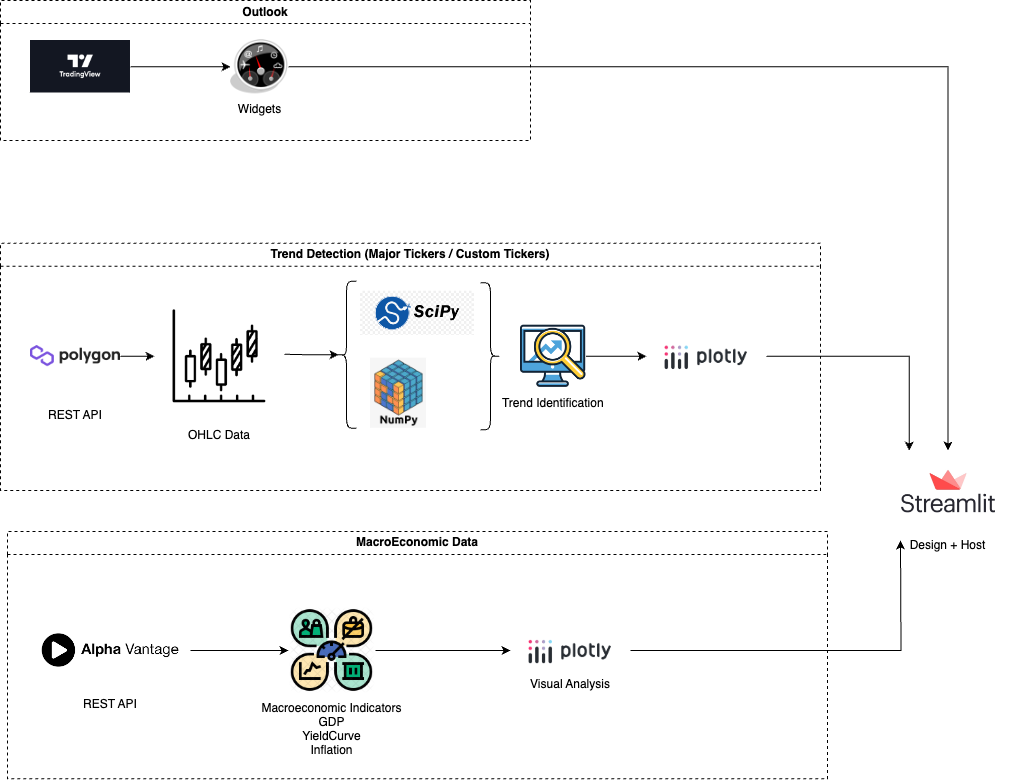 Outlook
TradingView
Widgets
Trend Detection (Major Tickers / Custom Tickers)
polygon
REST API
OHLC Data
SciPy
NumPy
Trend Identification
plotly
Streamlit
Design + Host
MacroEconomic Data
Alpha Vantage
REST API
Macroeconomic Indicators
GDP
YieldCurve
Inflation
plotly
Visual Analysis